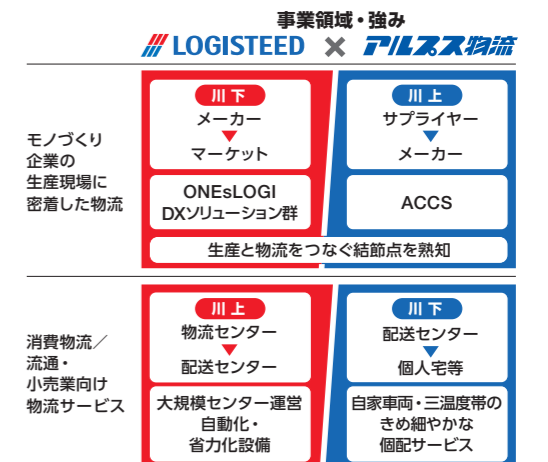 事業領域・強み
LOGISTEED × アルプス物流
モノづくり
企業の
生産現場に
密着した物流
川下
メーカー
マーケット
ONEsLOGI
DXソリューション群
川上
サプライヤー
メーカー
ACCS
生産と物流をつなぐ結節点を熟知
消費物流／
流通・
小売業向け
物流サービス
川上
物流センター
配送センター
大規模センター運営
自動化・
省力化設備
川下
配送センター
個人宅等
自家車両・三温度帯の
きめ細やかな
個配サービス